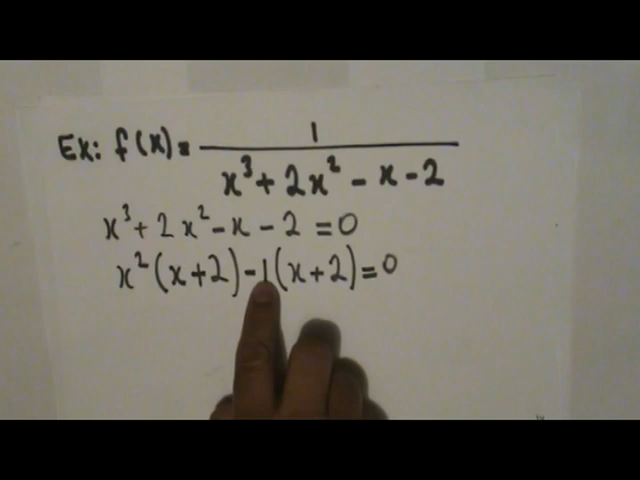 Ex: f(x) = 1 / (x³ + 2x² - x - 2)
x³ + 2x² - x - 2 = 0
x²(x+2) - 1(x+2) = 0